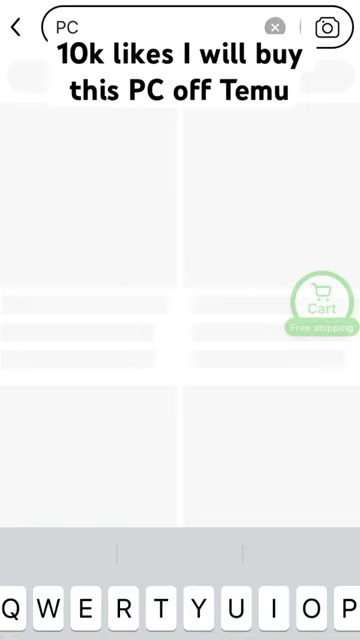 PC
10k likes I will buy
this PC off Temu
Cart
Free shipping
Q W E R T Y U I O P